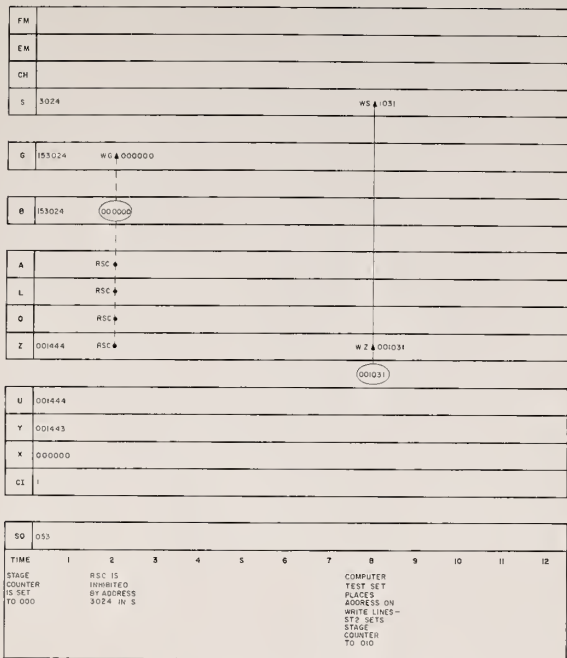 FM
EM
CH
S 3024 WS 1031
G 153024 WG 000000
B 153024 000000
A RSC
L RSC
Q RSC
Z 001444 RSC WZ 001031
001031
U 001444
Y 001443
X 000000
CI 1
SQ 053
TIME 1 2 3 4 5 6 7 8 9 10 11 12
STAGE RSC IS COMPUTER
COUNTER INHIBITED TEST SET
IS SET BY ADDRESS PLACES
TO 000 3024 IN S ADDRESS ON
WRITE LINES-
ST2 SETS
STAGE
COUNTER
TO 010